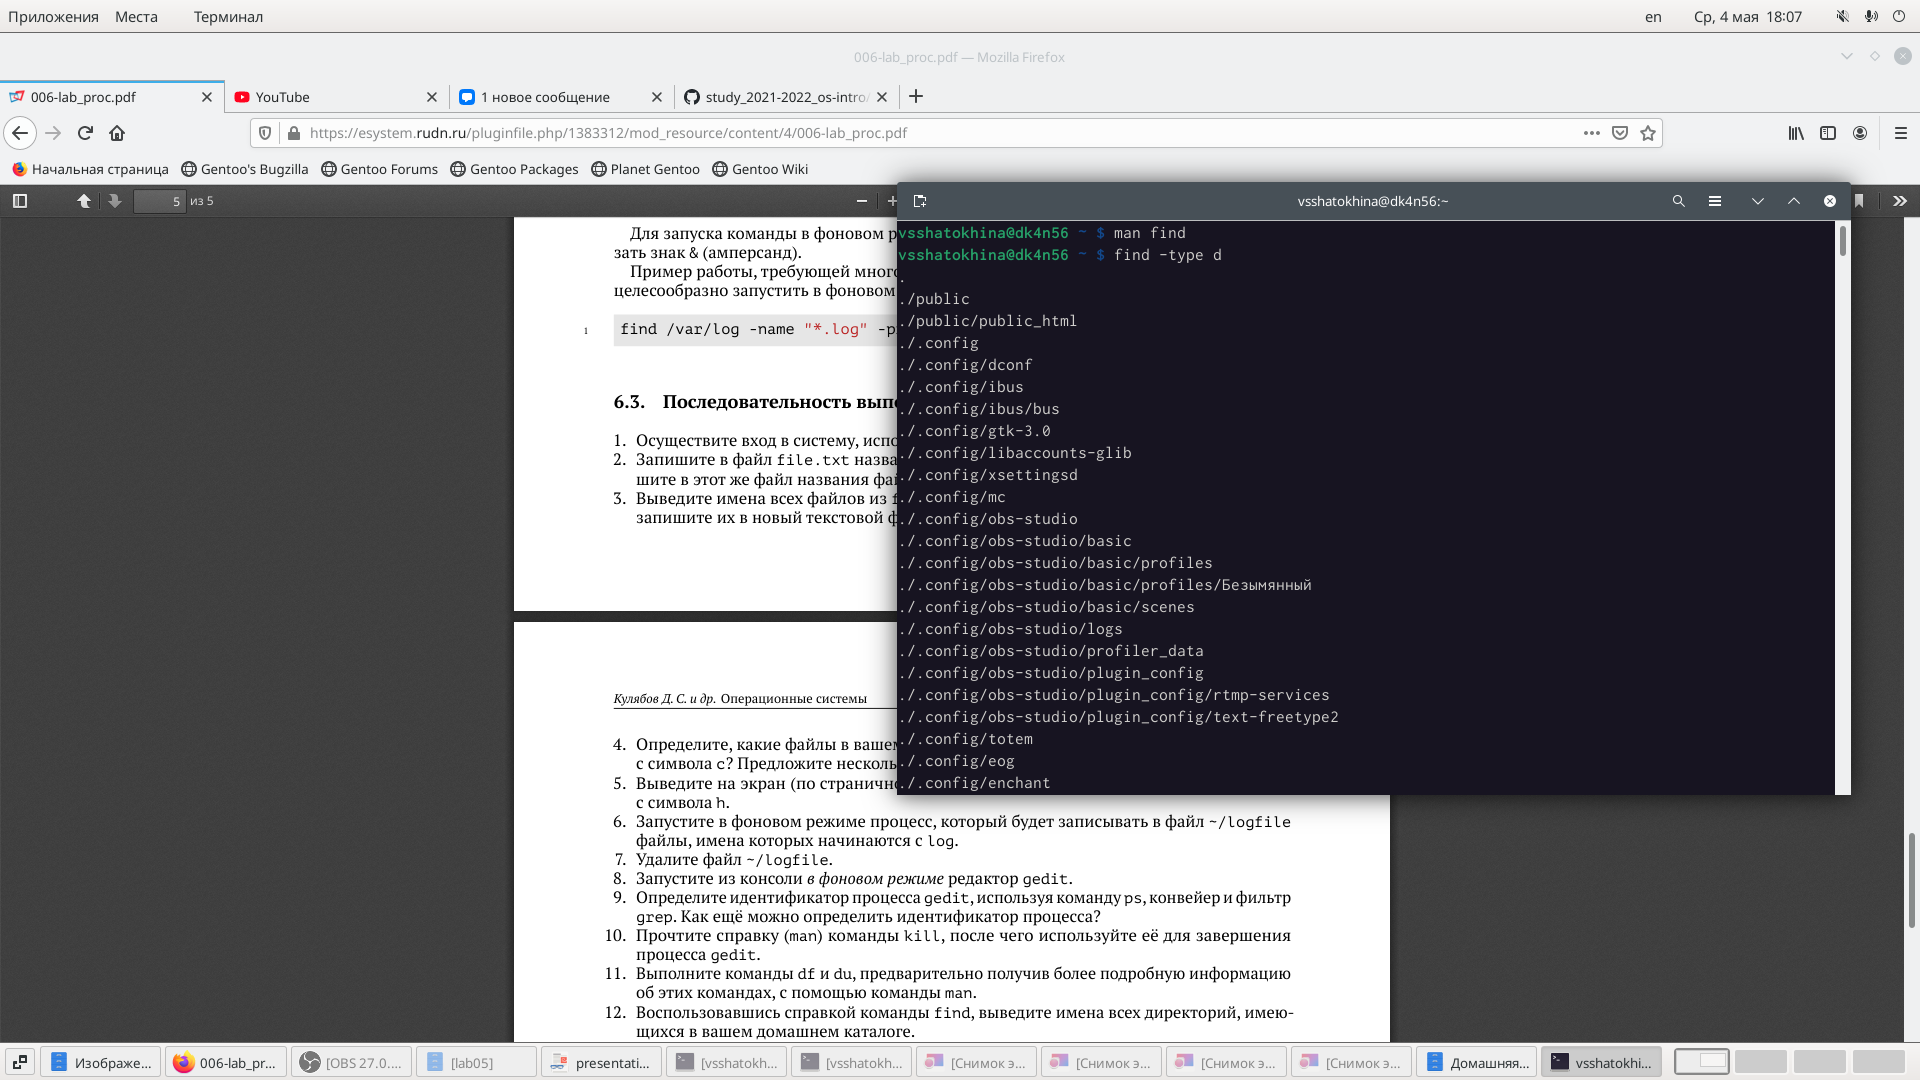 Приложения Места Терминал en Ср, 4 мая 18:07
006-lab_proc.pdf — Mozilla Firefox
006-lab_proc.pdf YouTube 1 новое сообщение study_2021-2022_os-intro/
https://esystem.rudn.ru/pluginfile.php/1383312/mod_resource/content/4/006-lab_proc.pdf
Начальная страница Gentoo's Bugzilla Gentoo Forums Gentoo Packages Planet Gentoo Gentoo Wiki
5 из 5
Для запуска команды в фоновом
зать знак & (амперсанд).
Пример работы, требующей
целесообразно запустить в фоновом
1 find /var/log -name "*.log"
6.3. Последовательность
1. Осуществите вход в систему,
2. Запишите в файл file.txt
шите в этот же файл названия
3. Выведите имена всех файлов из
запишите их в новый текстовой
Кулябов Д. С. и др. Операционные системы
4. Определите, какие файлы в
с символа c? Предложите
5. Выведите на экран (по
с символа h.
6. Запустите в фоновом режиме процесс, который будет записывать в файл ~/logfile
файлы, имена которых начинаются с log.
7. Удалите файл ~/logfile.
8. Запустите из консоли в фоновом режиме редактор gedit.
9. Определите идентификатор процесса gedit, используя команду ps, конвейер и фильтр
grep. Как ещё можно определить идентификатор процесса?
10. Прочтите справку (man) команды kill, после чего используйте её для завершения
процесса gedit.
11. Выполните команды df и du, предварительно получив более подробную информацию
об этих командах, с помощью команды man.
12. Воспользовавшись справкой команды find, выведите имена всех директорий, имею-
щихся в вашем домашнем каталоге.
vsshatokhina@dk4n56:~
vsshatokhina@dk4n56 ~ $ man find
vsshatokhina@dk4n56 ~ $ find -type d
.
./public
./public/public_html
./.config
./.config/dconf
./.config/ibus
./.config/ibus/bus
./.config/gtk-3.0
./.config/libaccounts-glib
./.config/xsettingsd
./.config/mc
./.config/obs-studio
./.config/obs-studio/basic
./.config/obs-studio/basic/profiles
./.config/obs-studio/basic/profiles/Безымянный
./.config/obs-studio/basic/scenes
./.config/obs-studio/logs
./.config/obs-studio/profiler_data
./.config/obs-studio/plugin_config
./.config/obs-studio/plugin_config/rtmp-services
./.config/obs-studio/plugin_config/text-freetype2
./.config/totem
./.config/eog
./.config/enchant
Изображе... 006-lab_pr... [OBS 27.0.... [lab05] presentati... [vsshatokh... [vsshatokh... [Снимок э... [Снимок э... [Снимок э... [Снимок э... Домашняя... vsshatokhi...